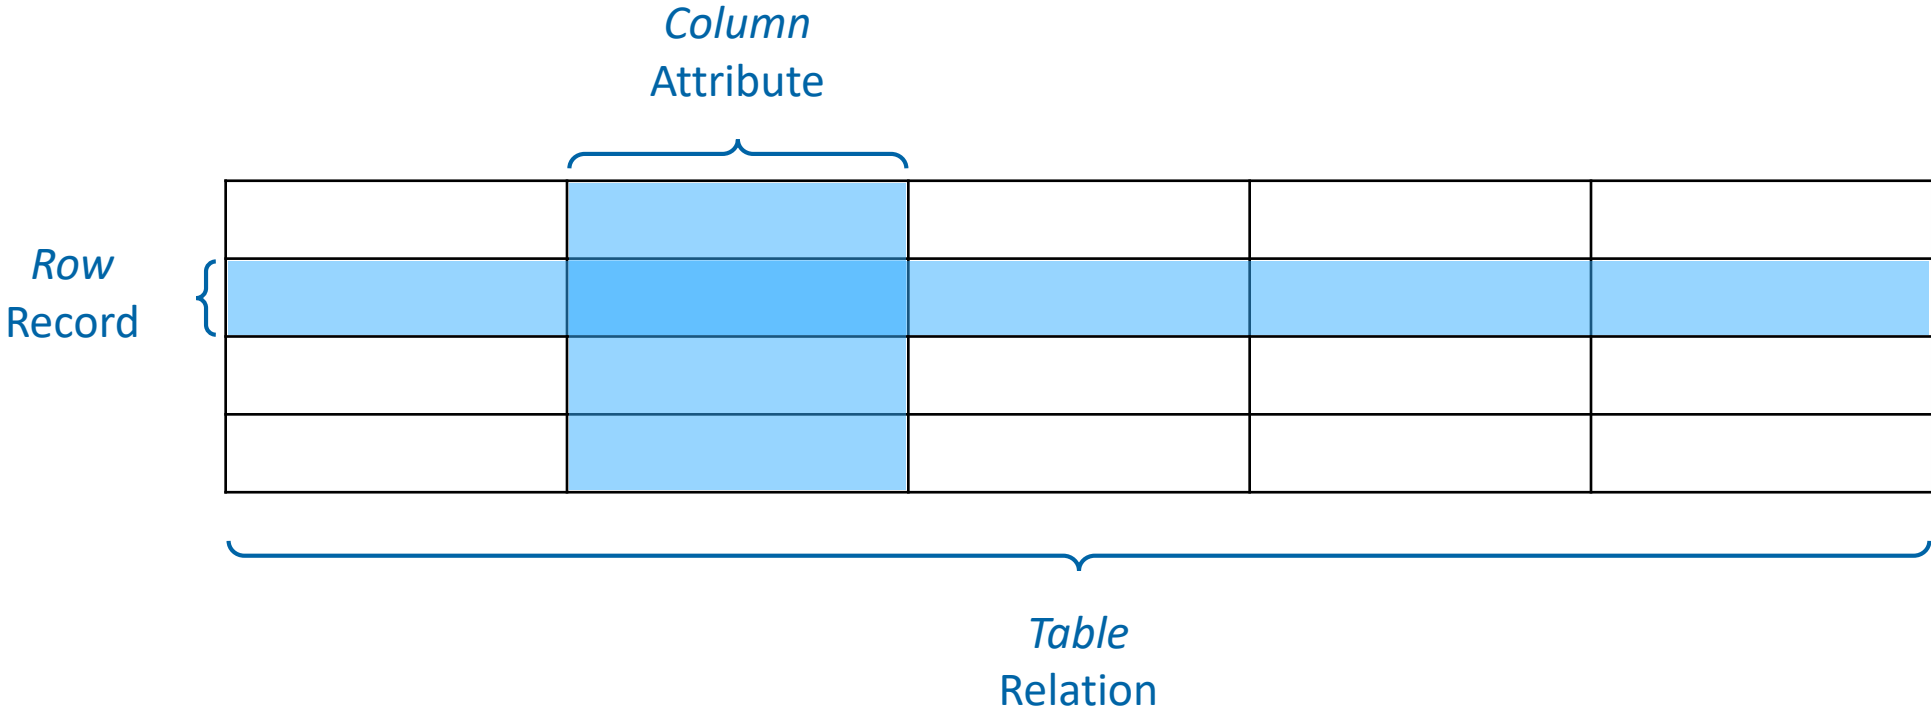 Column
Attribute
Row
Record
Table
Relation